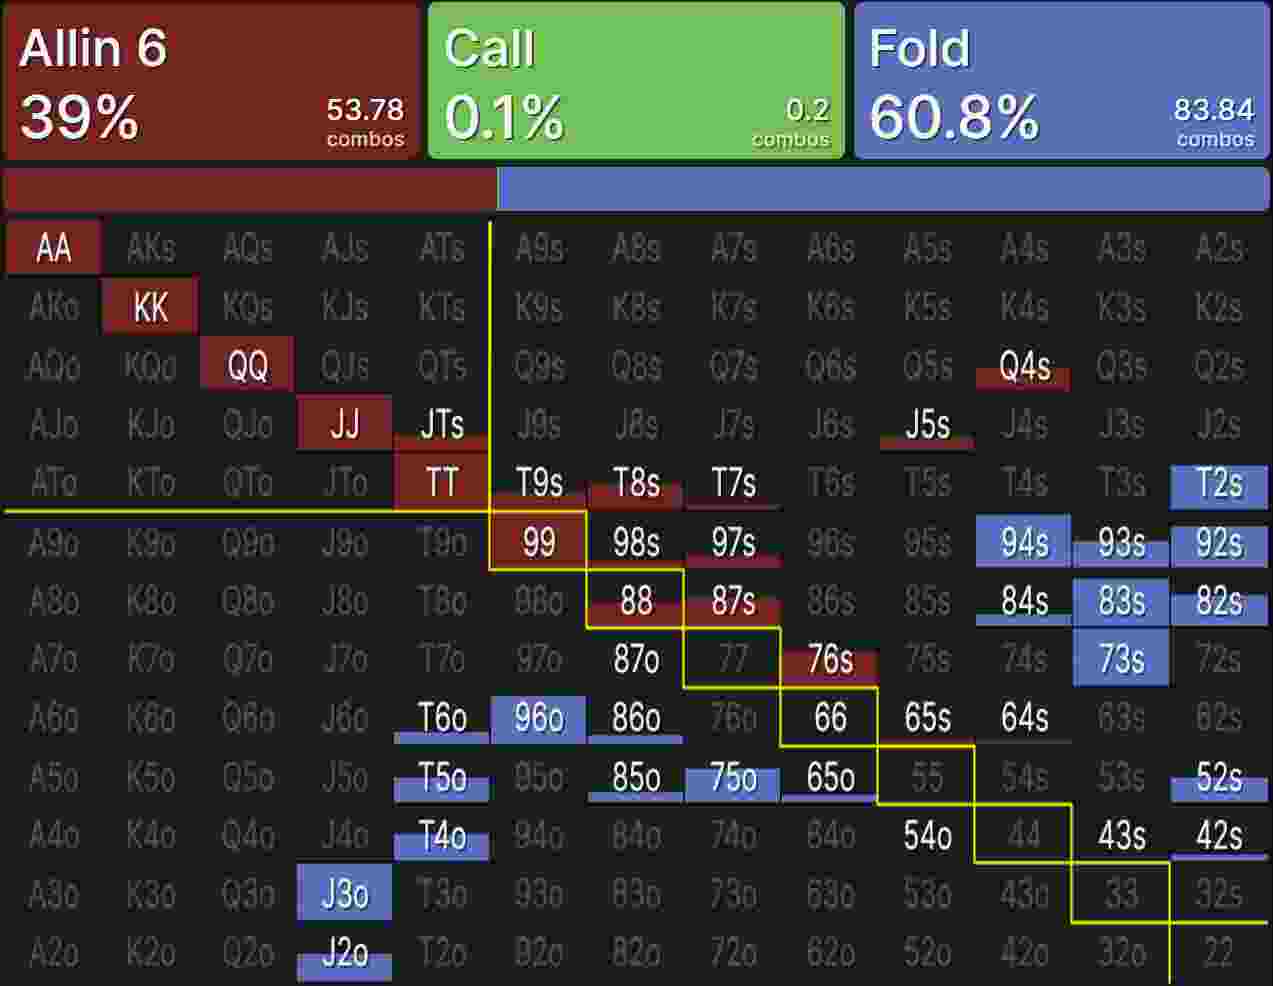 Allin 6 Call Fold
39% 53.78 combos 0.1% 0.2 combos 60.8% 83.84 combos
AA AKs AQs AJs ATs A9s A8s A7s A6s A5s A4s A3s A2s
AKo KK KQs KJs KTs K9s K8s K7s K6s K5s K4s K3s K2s
AQo KQo QQ QJs QTs Q9s Q8s Q7s Q6s Q5s Q4s Q3s Q2s
AJo KJo QJo JJ JTs J9s J8s J7s J6s J5s J4s J3s J2s
ATo KTo QTo JTo TT T9s T8s T7s T6s T5s T4s T3s T2s
A9o K9o Q9o J9o T9o 99 98s 97s 96s 95s 94s 93s 92s
A8o K8o Q8o J8o T8o 98o 88 87s 86s 85s 84s 83s 82s
A7o K7o Q7o J7o T7o 97o 87o 77 76s 75s 74s 73s 72s
A6o K6o Q6o J6o T6o 96o 86o 76o 66 65s 64s 63s 62s
A5o K5o Q5o J5o T5o 95o 85o 75o 65o 55 54s 53s 52s
A4o K4o Q4o J4o T4o 94o 84o 74o 64o 54o 44 43s 42s
A3o K3o Q3o J3o T3o 93o 83o 73o 63o 53o 43o 33 32s
A2o K2o Q2o J2o T2o 92o 82o 72o 62o 52o 42o 32o 22